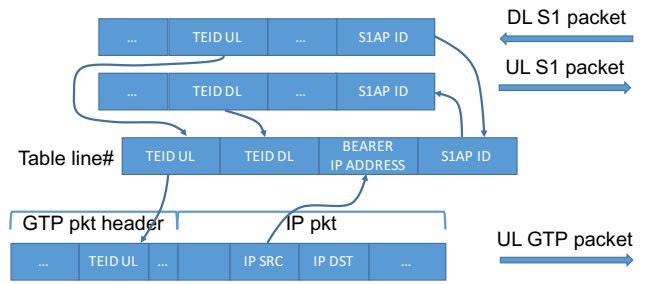 ... TEID UL ... S1AP ID
DL S1 packet
... TEID DL ... S1AP ID
UL S1 packet
Table line# TEID UL TEID DL BEARER IP ADDRESS S1AP ID
GTP pkt header IP pkt
... TEID UL ... IP SRC IP DST ...
UL GTP packet